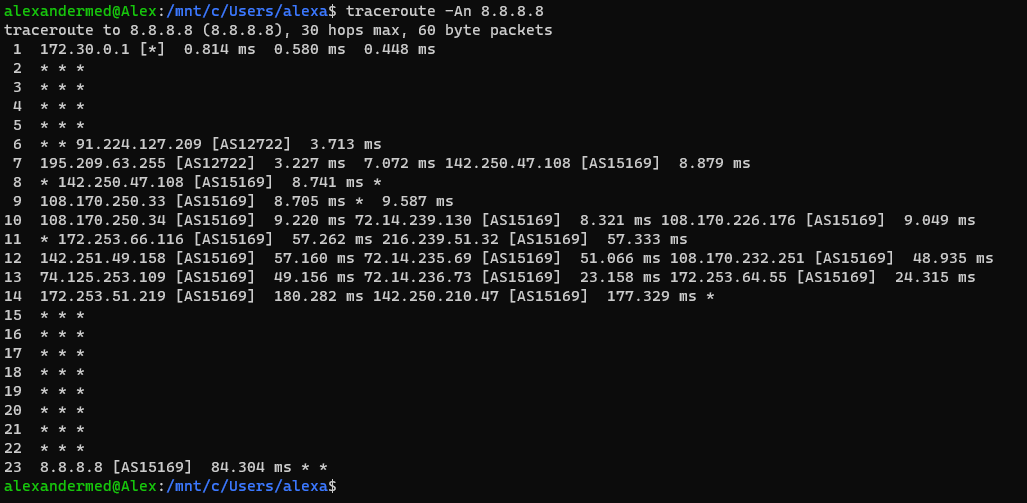 alexandermed@Alex:/mnt/c/Users/alexa$ traceroute -An 8.8.8.8
traceroute to 8.8.8.8 (8.8.8.8), 30 hops max, 60 byte packets
 1  172.30.0.1 [*]  0.814 ms  0.580 ms  0.448 ms
 2  * * *
 3  * * *
 4  * * *
 5  * * *
 6  * * 91.224.127.209 [AS12722]  3.713 ms
 7  195.209.63.255 [AS12722]  3.227 ms  7.072 ms 142.250.47.108 [AS15169]  8.879 ms
 8  * 142.250.47.108 [AS15169]  8.741 ms *
 9  108.170.250.33 [AS15169]  8.705 ms *  9.587 ms
10  108.170.250.34 [AS15169]  9.220 ms 72.14.239.130 [AS15169]  8.321 ms 108.170.226.176 [AS15169]  9.049 ms
11  * 172.253.66.116 [AS15169]  57.262 ms 216.239.51.32 [AS15169]  57.333 ms
12  142.251.49.158 [AS15169]  57.160 ms 72.14.235.69 [AS15169]  51.066 ms 108.170.232.251 [AS15169]  48.935 ms
13  74.125.253.109 [AS15169]  49.156 ms 72.14.236.73 [AS15169]  23.158 ms 172.253.64.55 [AS15169]  24.315 ms
14  172.253.51.219 [AS15169]  180.282 ms 142.250.210.47 [AS15169]  177.329 ms *
15  * * *
16  * * *
17  * * *
18  * * *
19  * * *
20  * * *
21  * * *
22  * * *
23  8.8.8.8 [AS15169]  84.304 ms * *
alexandermed@Alex:/mnt/c/Users/alexa$